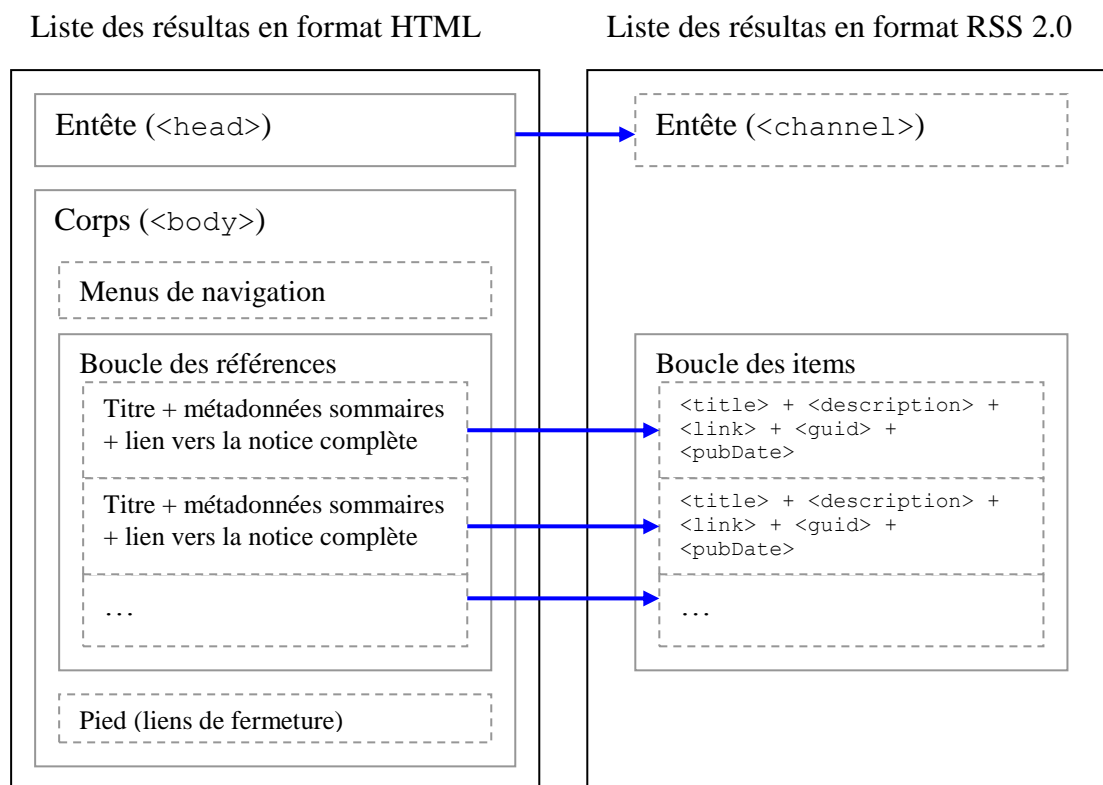 Liste des résultas en format HTML
Liste des résultas en format RSS 2.0
Entête (<head>)
Entête (<channel>)
Corps (<body>)
Menus de navigation
Boucle des références
Titre + métadonnées sommaires
+ lien vers la notice complète
Titre + métadonnées sommaires
+ lien vers la notice complète
…
Pied (liens de fermeture)
Boucle des items
<title> + <description> +
<link> + <guid> +
<pubDate>
<title> + <description> +
<link> + <guid> +
<pubDate>
…